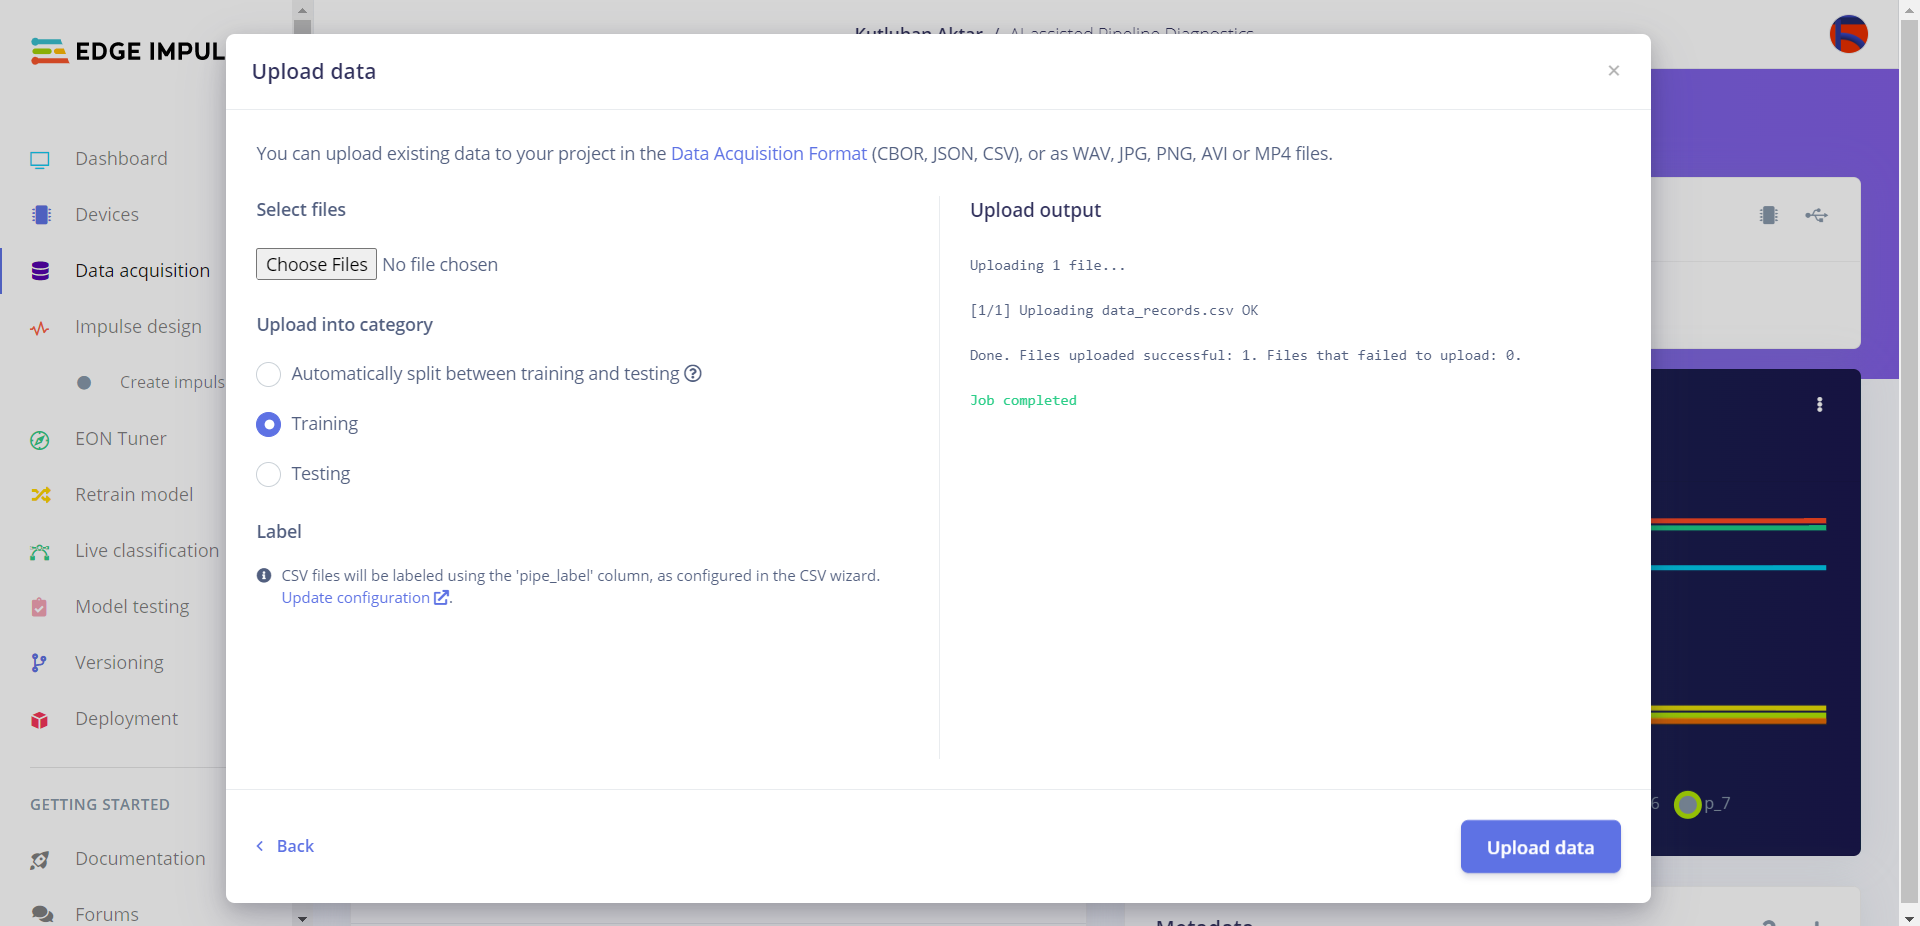 EDGE IMPUL
Kutluhan Aktar / AI-assisted Pipeline Diagnostics
Dashboard
Devices
Data acquisition
Impulse design
Create impuls
EON Tuner
Retrain model
Live classification
Model testing
Versioning
Deployment
GETTING STARTED
Documentation
Forums
Upload data
×
You can upload existing data to your project in the Data Acquisition Format (CBOR, JSON, CSV), or as WAV, JPG, PNG, AVI or MP4 files.
Select files
Choose Files No file chosen
Upload into category
Automatically split between training and testing
Training
Testing
Label
CSV files will be labeled using the 'pipe_label' column, as configured in the CSV wizard.
Update configuration.
Upload output
Uploading 1 file...
[1/1] Uploading data_records.csv OK
Done. Files uploaded successful: 1. Files that failed to upload: 0.
Job completed
Back
Upload data
6 p_7
Metadata